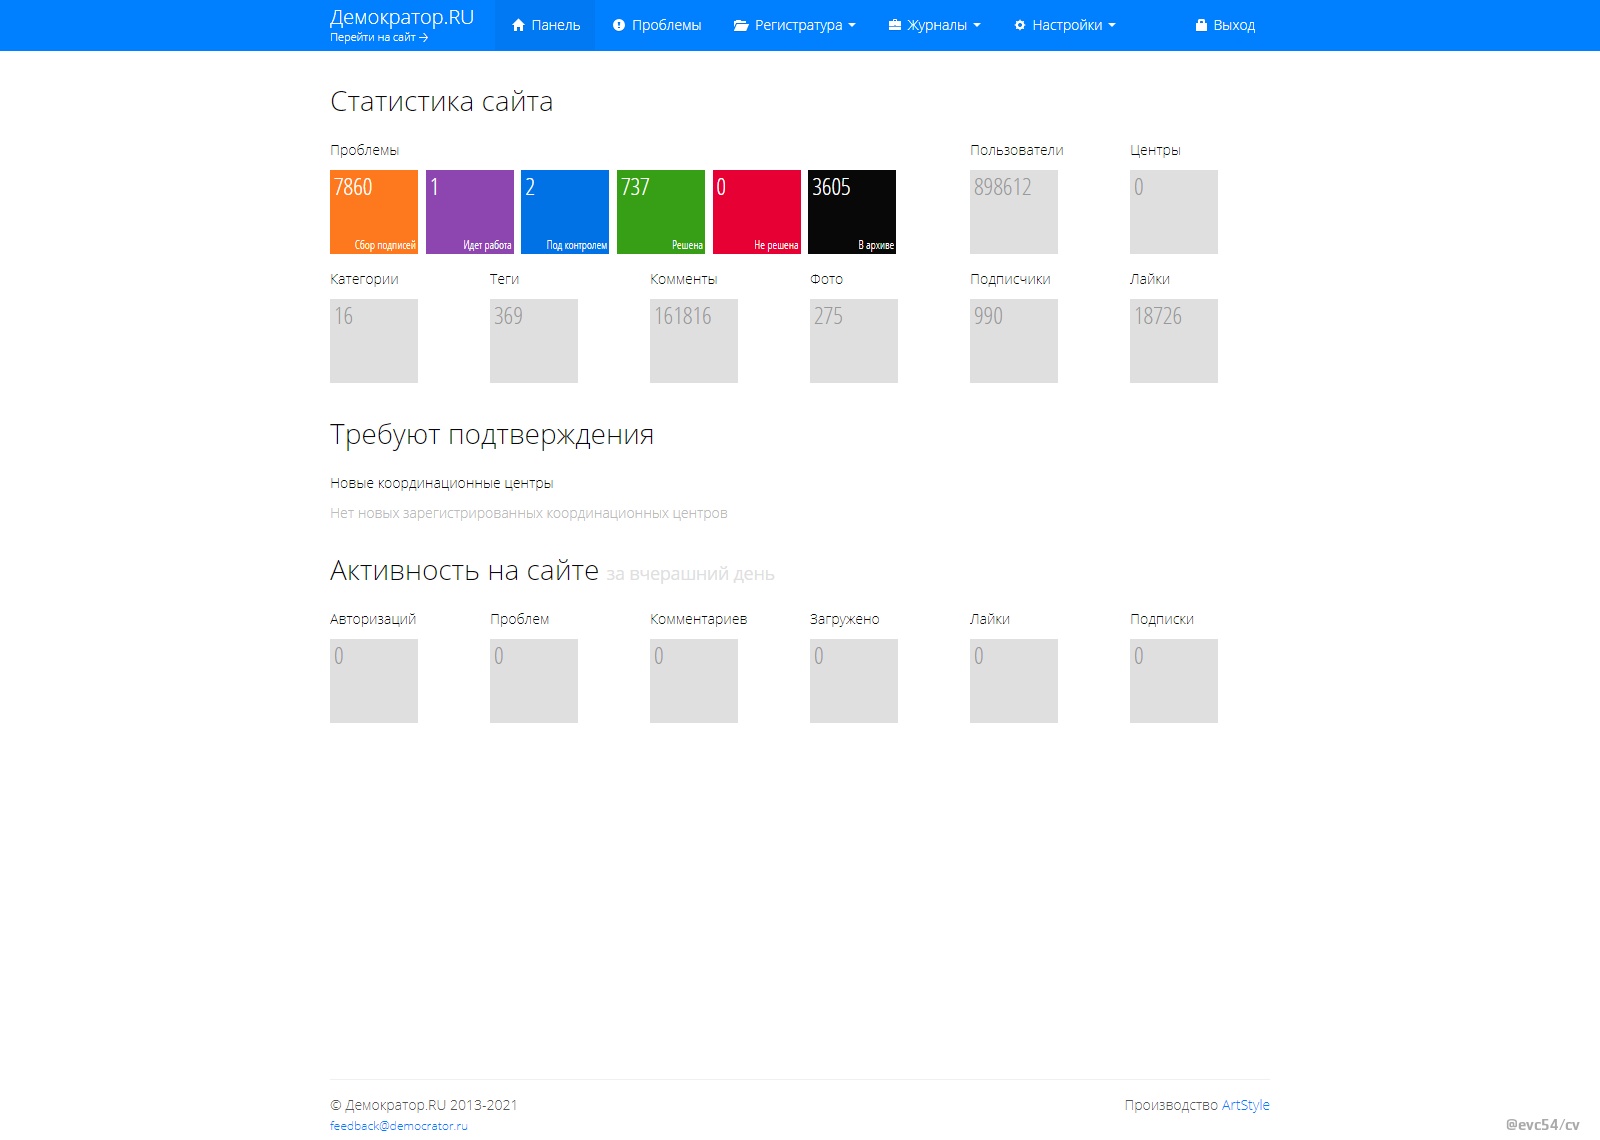 Демократор.RU
Перейти на сайт →
Панель
Проблемы
Регистратура
Журналы
Настройки
Выход
Статистика сайта
Проблемы
Пользователи
Центры
7860
Сбор подписей
1
Идет работа
2
Под контролем
737
Решена
0
Не решена
3605
В архиве
898612
0
Категории
Теги
Комменты
Фото
Подписчики
Лайки
16
369
161816
275
990
18726
Требуют подтверждения
Новые координационные центры
Нет новых зарегистрированных координационных центров
Активность на сайте за вчерашний день
Авторизаций
Проблем
Комментариев
Загружено
Лайки
Подписки
0
0
0
0
0
0
© Демократор.RU 2013-2021
Производство ArtStyle
feedback@democrator.ru
@evc54/cv